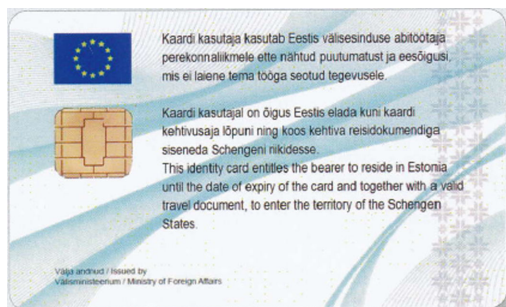 Kaardi kasutaja kasutab Eestis välisesinduse abitöötaja
perekonnaliikmele ette nähtud puutumatust ja eesõigusi,
mis ei laiene tema tööga seotud tegevusele.
Kaardi kasutajal on õigus Eestis elada kuni kaardi
kehtivusaja lõpuni ning koos kehtiva reisidokumendiga
siseneda Schengeni riikidesse.
This identity card entitles the bearer to reside in Estonia
until the date of expiry of the card and together with a valid
travel document, to enter the territory of the Schengen
States.
Välja andnud / Issued by
Välisministeerium / Ministry of Foreign Affairs